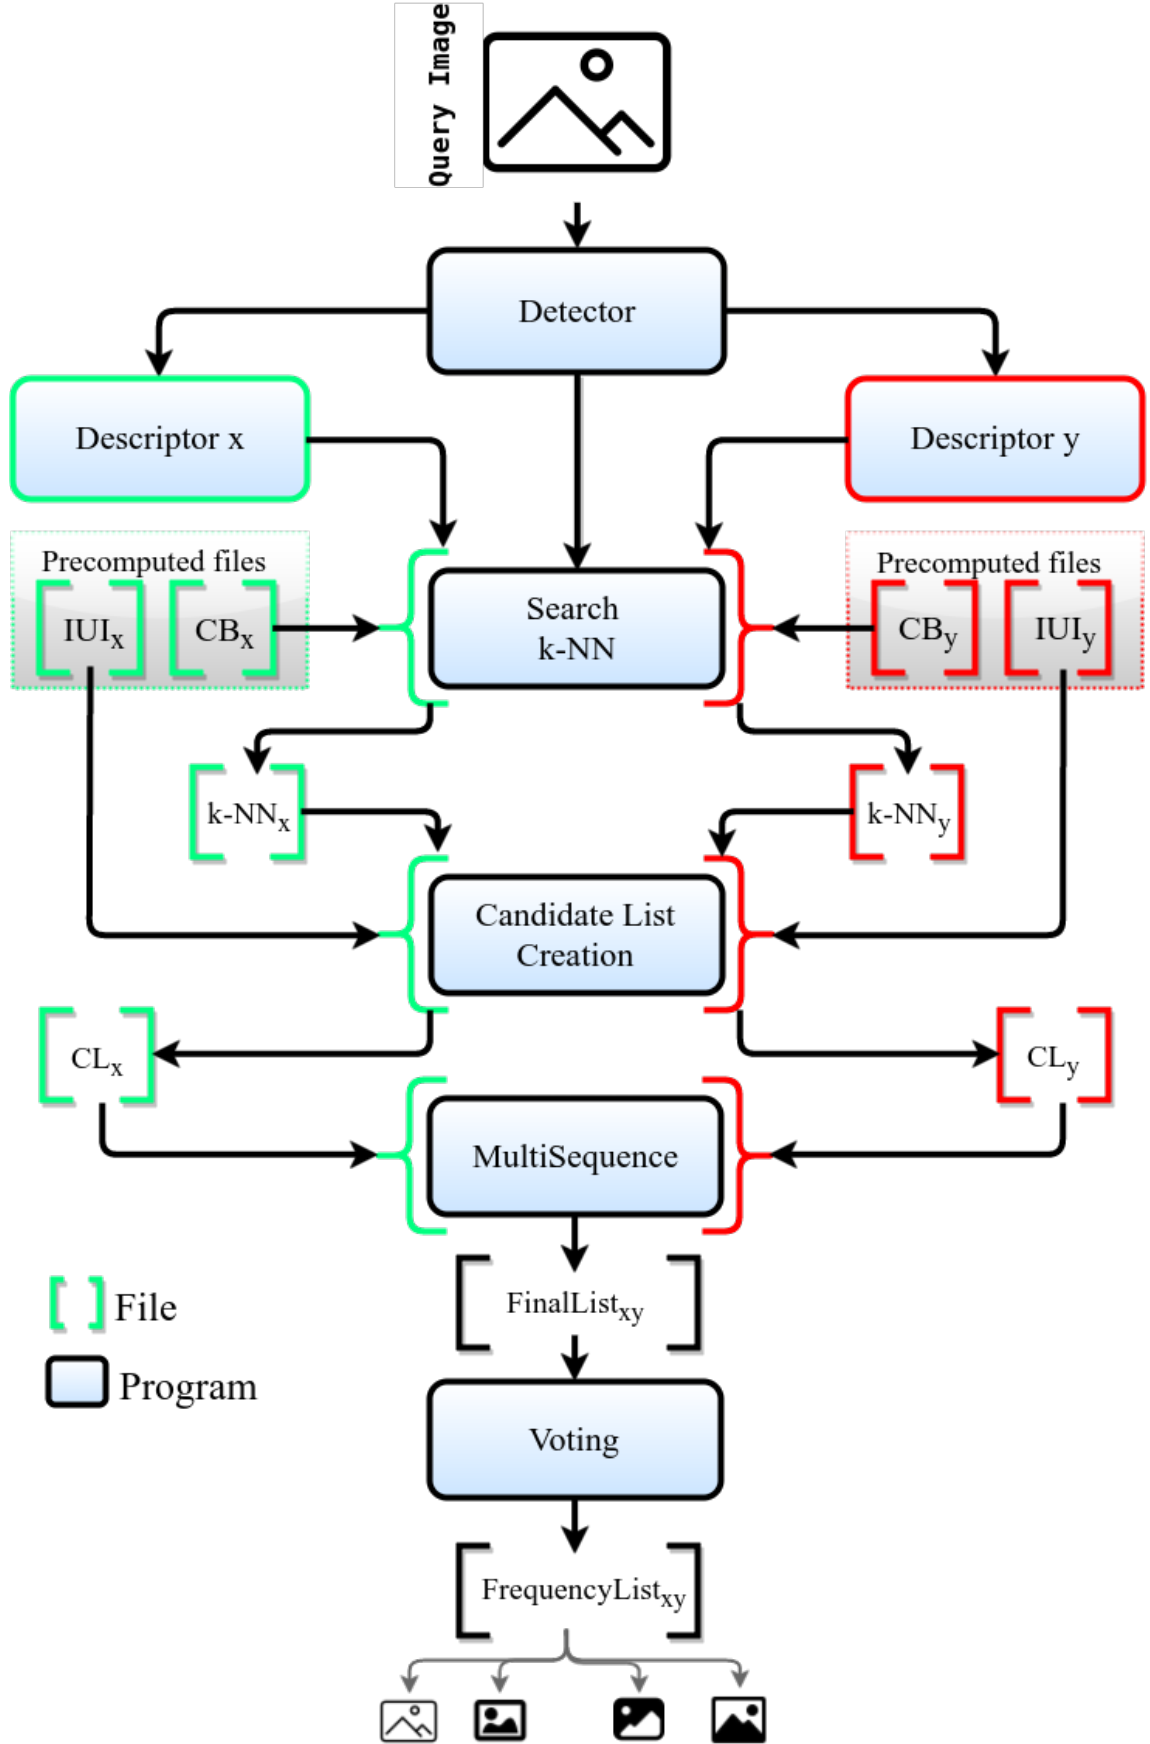 Query Image
Detector
Descriptor x
Descriptor y
Precomputed files
IUIx
CBx
Search
k-NN
Precomputed files
CBy
IUIy
k-NNx
k-NNy
Candidate List
Creation
CLx
CLy
MultiSequence
FinalListxy
File
Program
Voting
FrequencyListxy